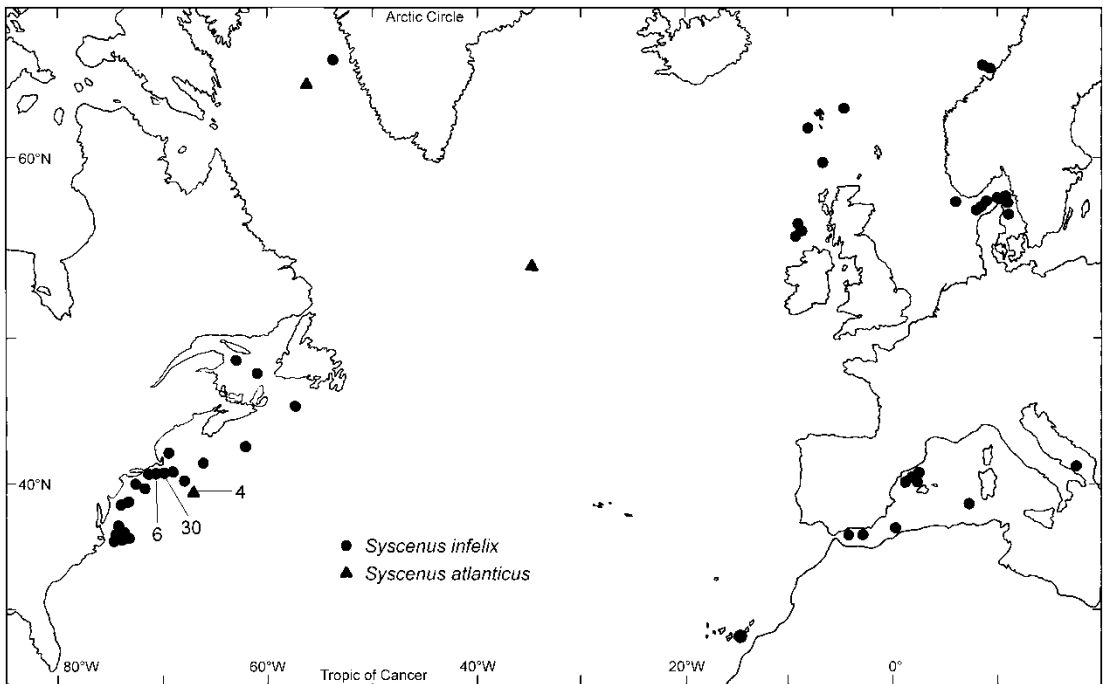 Arctic Circle
60°N
40°N
4
6
30
Syscenus infelix
Syscenus atlanticus
80°W
60°W
40°W
20°W
0°
Tropic of Cancer